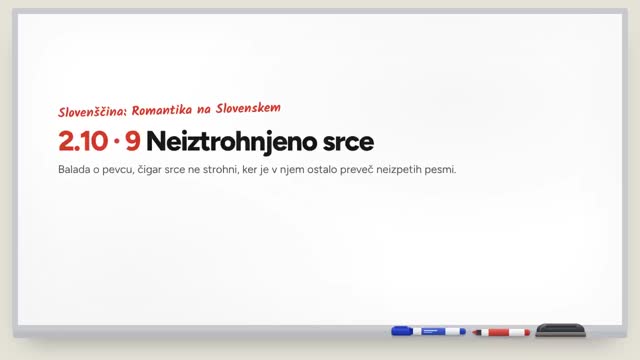 Slovenščina: Romantika na Slovenskem
2.10 · 9 Neiztrohnjeno srce
Balada o pevcu, čigar srce ne strohni, ker je v njem ostalo preveč neizpetih pesmi.